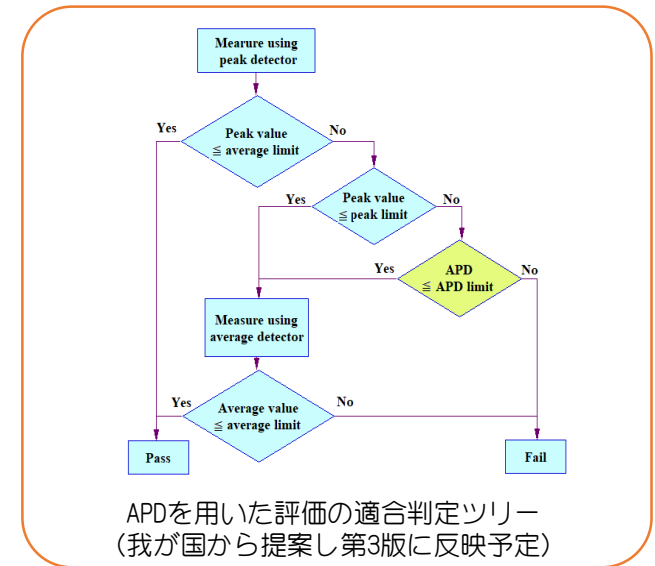 Mearure using
peak detector
Yes
Peak value
≦ average limit
No
Yes
Peak value
≦ peak limit
No
Yes
APD
≦ APD limit
No
Measure using
average detector
Yes
Average value
≦ average limit
No
Pass
Fail
APDを用いた評価の適合判定ツリー
(我が国から提案し第3版に反映予定)